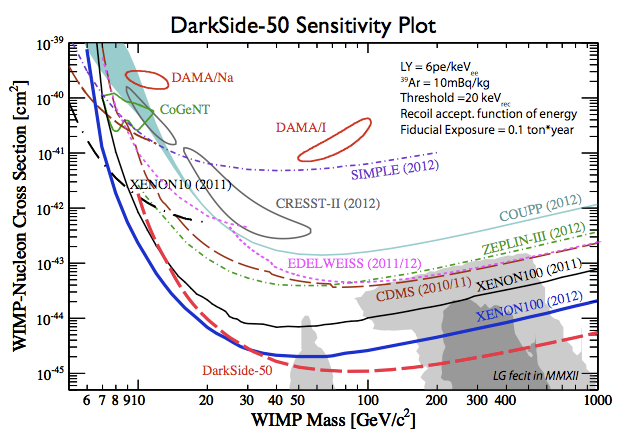 DarkSide-50 Sensitivity Plot
WIMP-Nucleon Cross Section [cm²]
10⁻³⁹
10⁻⁴⁰
10⁻⁴¹
10⁻⁴²
10⁻⁴³
10⁻⁴⁴
10⁻⁴⁵
LY = 6pe/keVₑₑ
³⁹Ar = 10mBq/kg
Threshold =20 keVᵣₑc
Recoil accept. function of energy
Fiducial Exposure = 0.1 ton*year
DAMA/Na
CoGeNT
DAMA/I
SIMPLE (2012)
XENON10 (2011)
CRESST-II (2012)
COUPP (2012)
ZEPLIN-III (2012)
EDELWEISS (2011/12)
CDMS (2010/11)
XENON100 (2011)
XENON100 (2012)
DarkSide-50
LG fecit in MMXII
6 7 8 9 10 20 30 40 50 100 200 300 400 1000
WIMP Mass [GeV/c²]